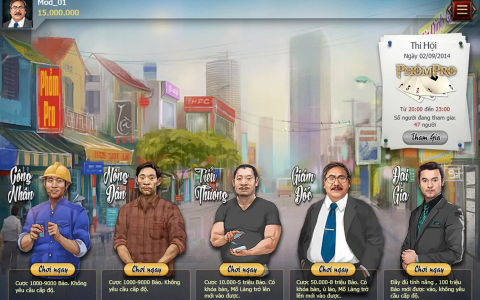 Mod_01
15.000.000
Thi Hội
Ngày 02/09/2014
PHỎMPRO
Từ 20:00 đến 23:00
Số người đang tham gia:
47 người
Tham Gia
Phỏm
Pro
Công
Nhân
Nông
Dân
Tiểu
Thương
Giám
Đốc
Đại
Gia
Chơi ngay
Chơi ngay
Chơi ngay
Chơi ngay
Chơi ngay
Cược 1000-9000 Bảo. Không
yêu cầu cấp độ.
Cược 1000-9000 Bảo. Không
yêu cầu cấp độ.
Cược 10.000-5 triệu Bảo. Có
khóa bàn, Mõ Làng trở lên
mới vào được.
Cược 50.000-8 triệu Bảo. Có
khóa bàn, ù láo, Mõ Làng trở
lên mới vào được.
Đầy đủ tính năng , 100 triệu
Bảo mới được vào, không yêu
cầu cấp độ.